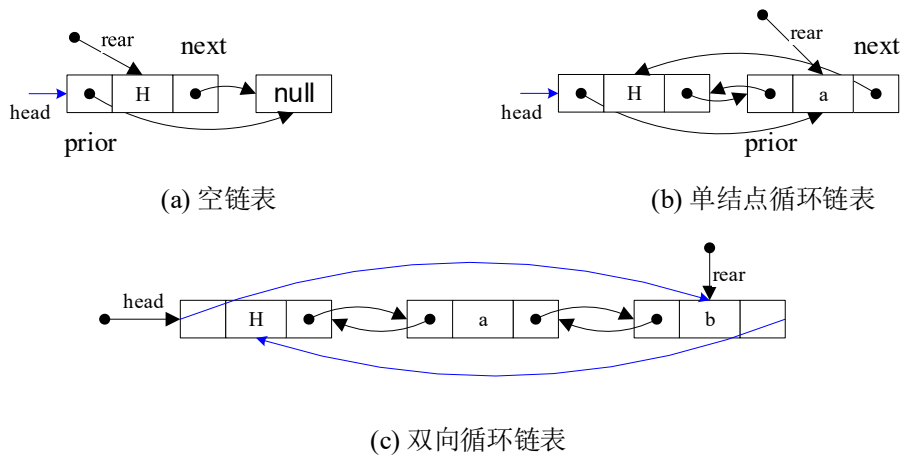 rear
next
H
null
head
prior
(a) 空链表
rear
next
H
a
head
prior
(b) 单结点循环链表
rear
head
H
a
b
(c) 双向循环链表